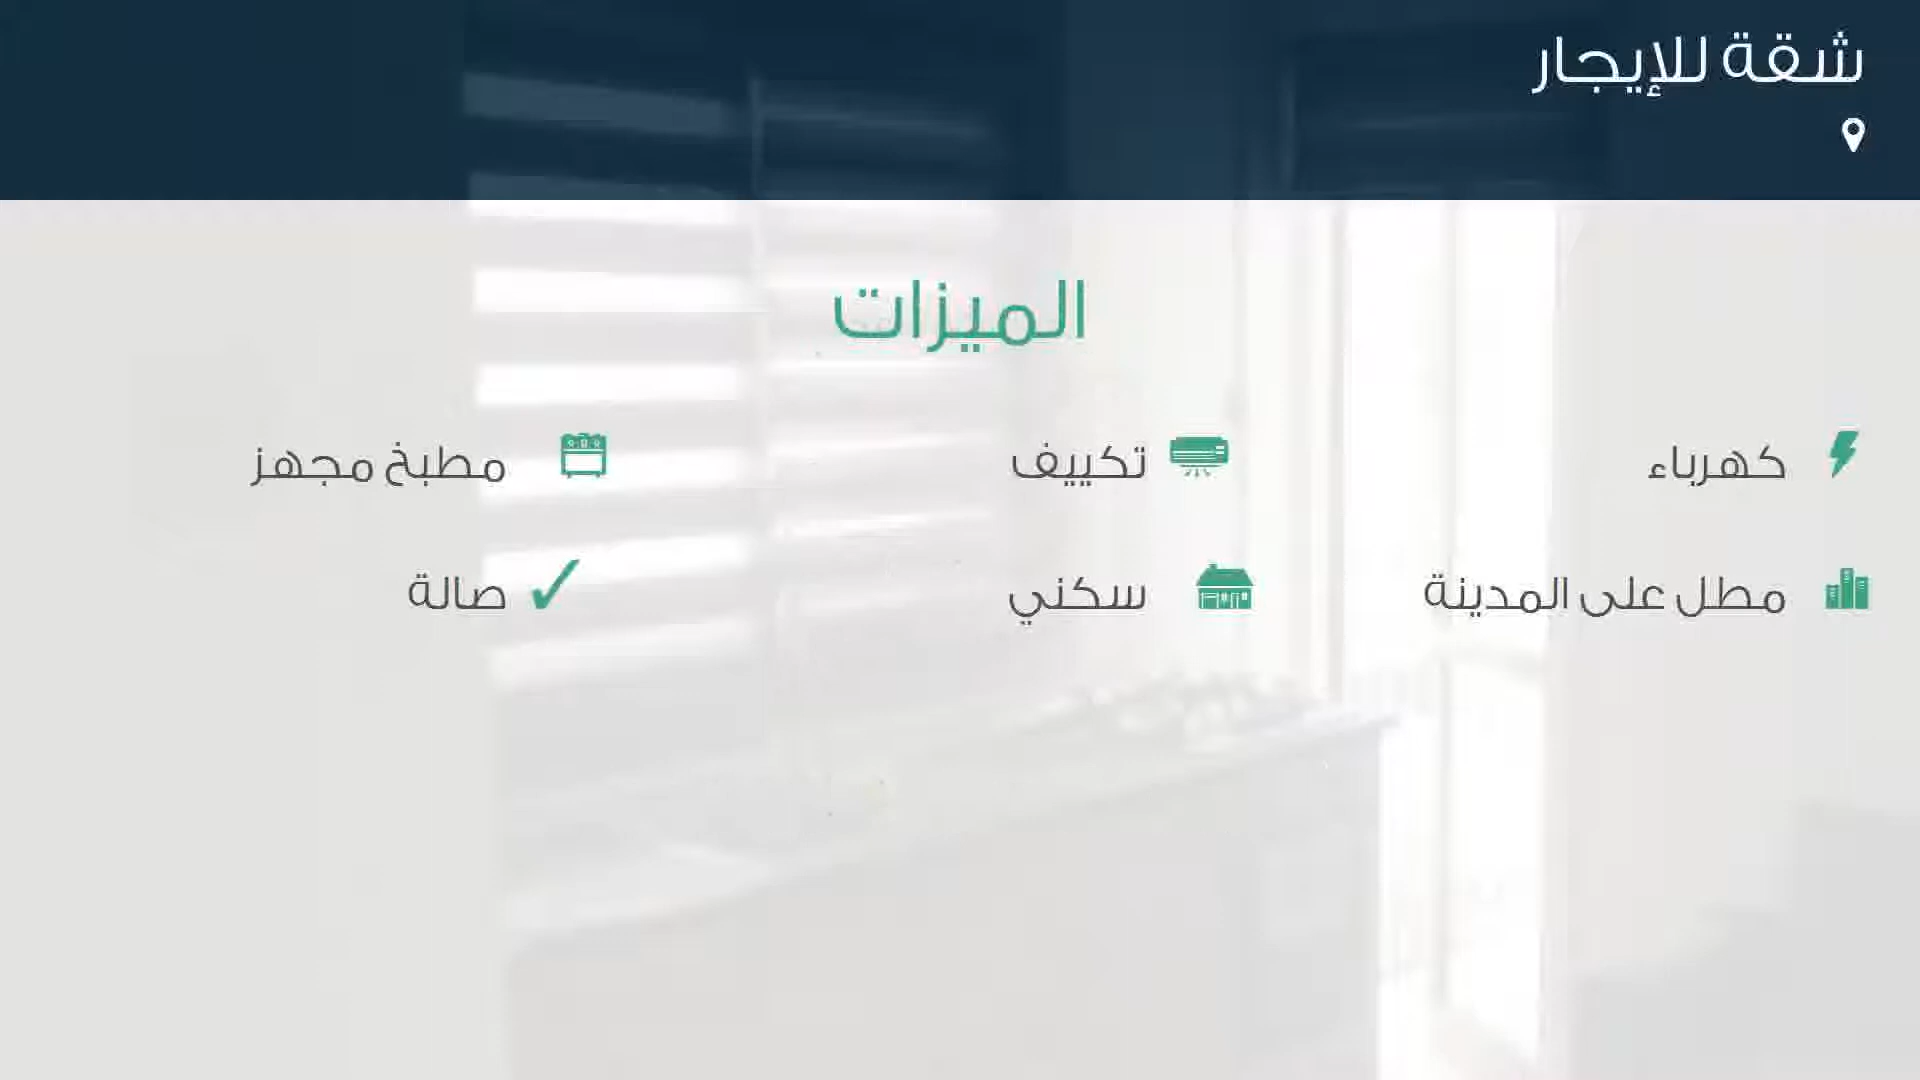 شقة للإيجار
الميزات
كهرباء
تكييف
مطبخ مجهز
مطل على المدينة
سكني
صالة